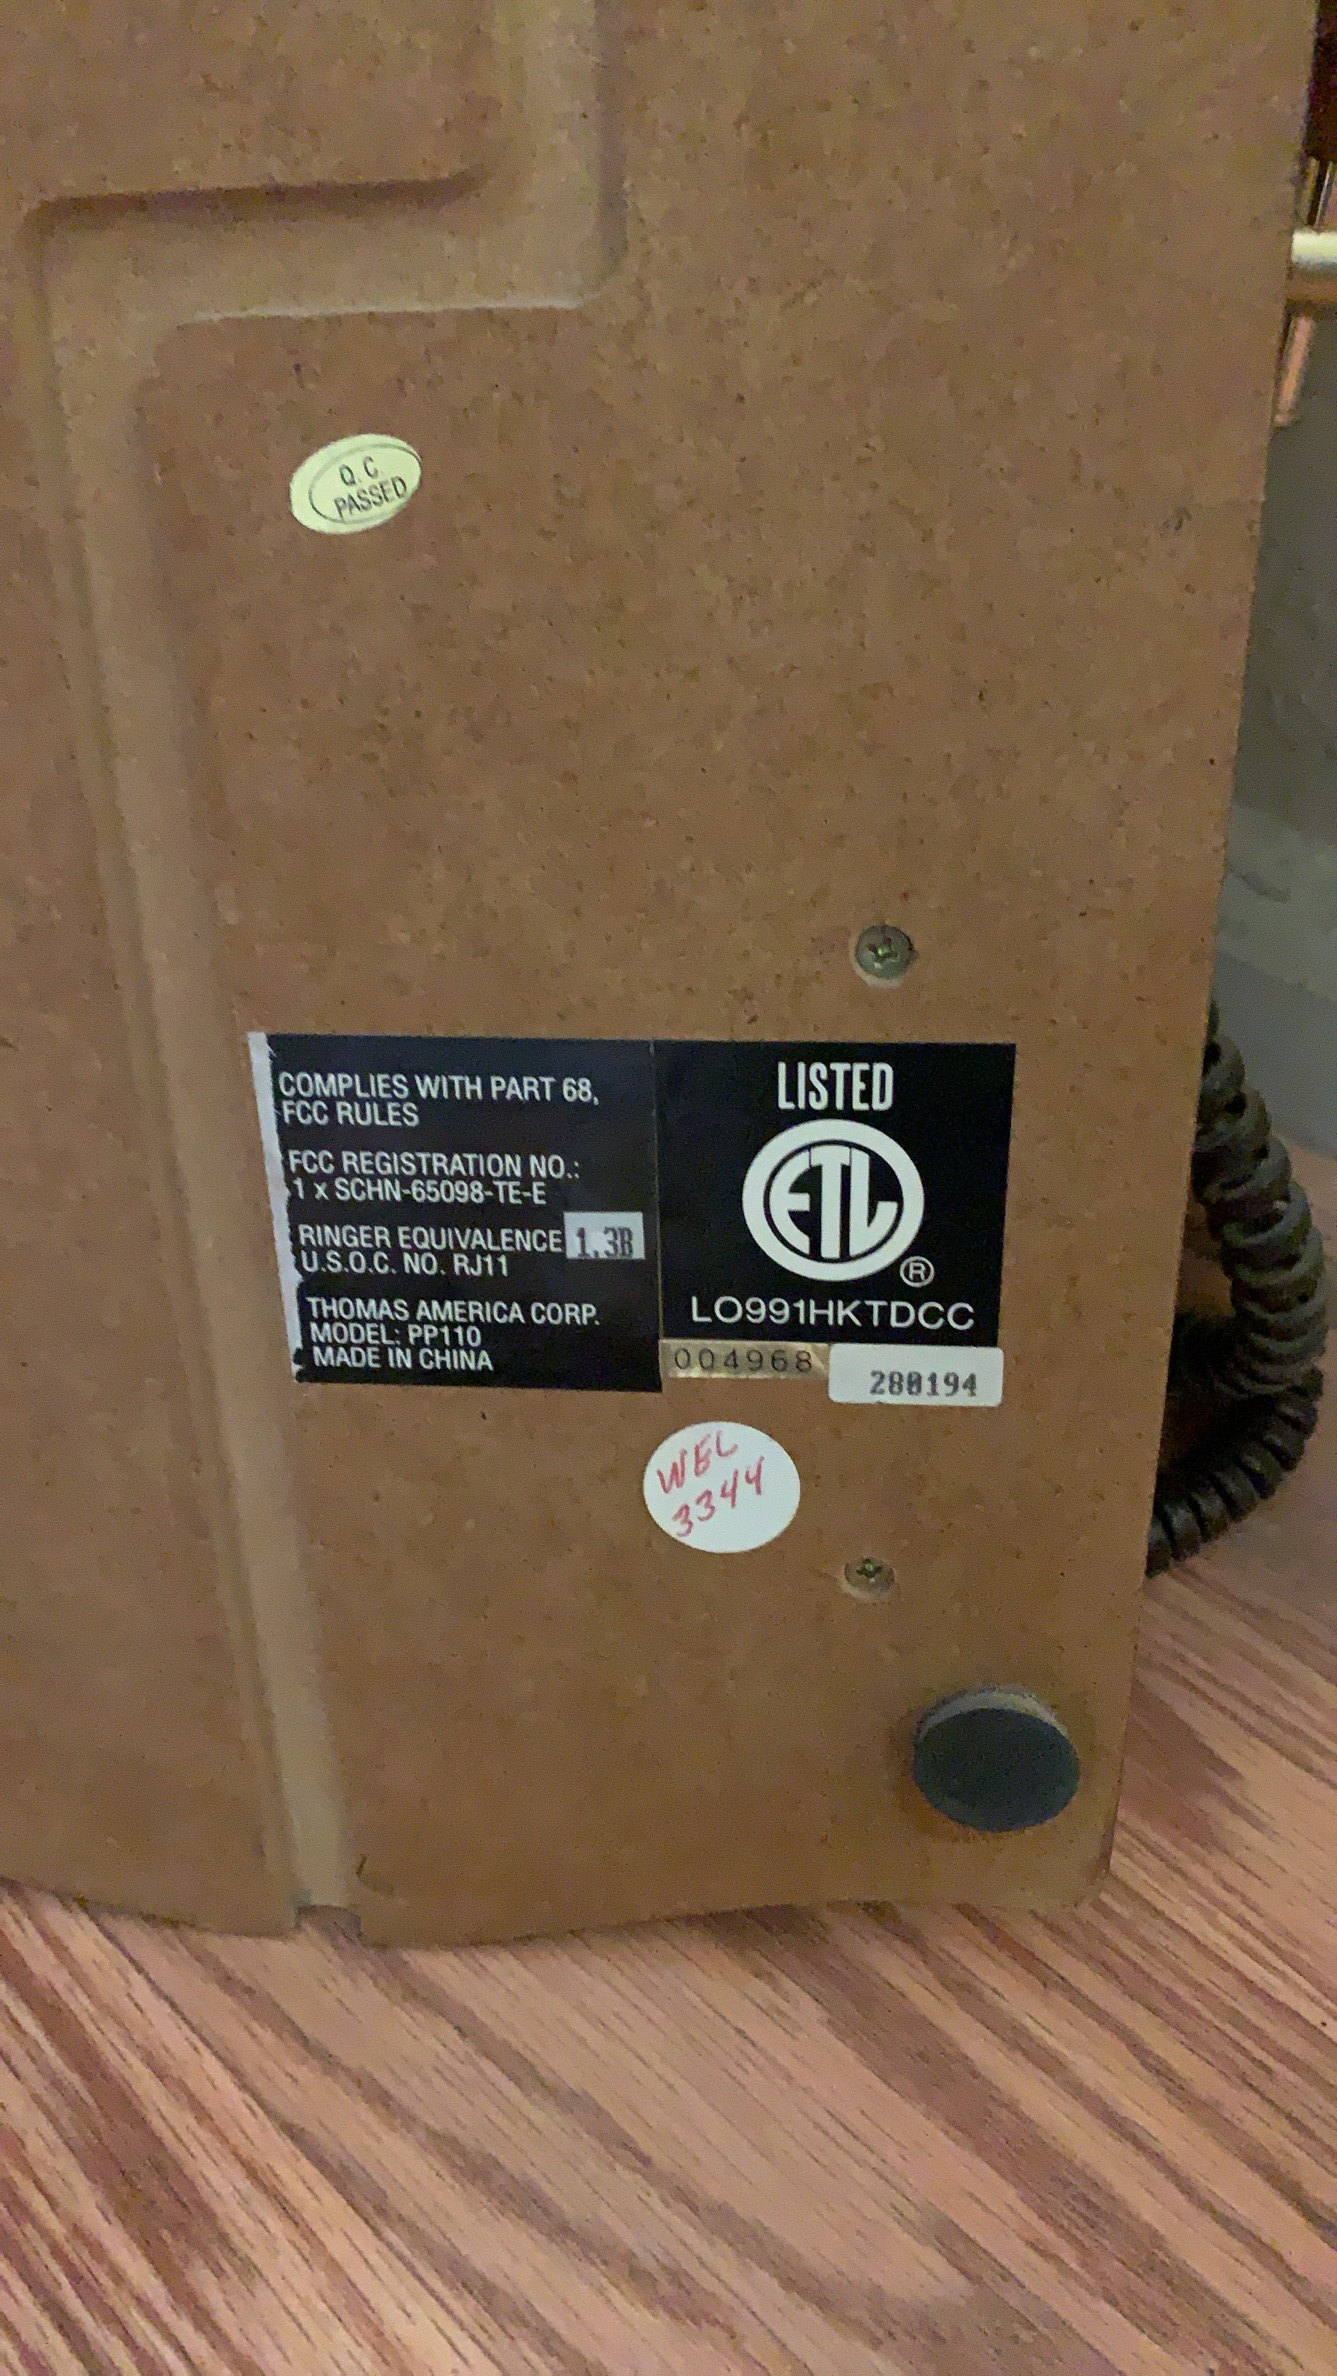 Q.C.
PASSED
COMPLIES WITH PART 68,
FCC RULES
FCC REGISTRATION NO.:
1 x SCHN-65098-TE-E
RINGER EQUIVALENCE 1.3B
U.S.O.C. NO. RJ11
THOMAS AMERICA CORP.
MODEL: PP110
MADE IN CHINA
LISTED
ETL
®
LO991HKTDCC
004968
280194
WEL
3344